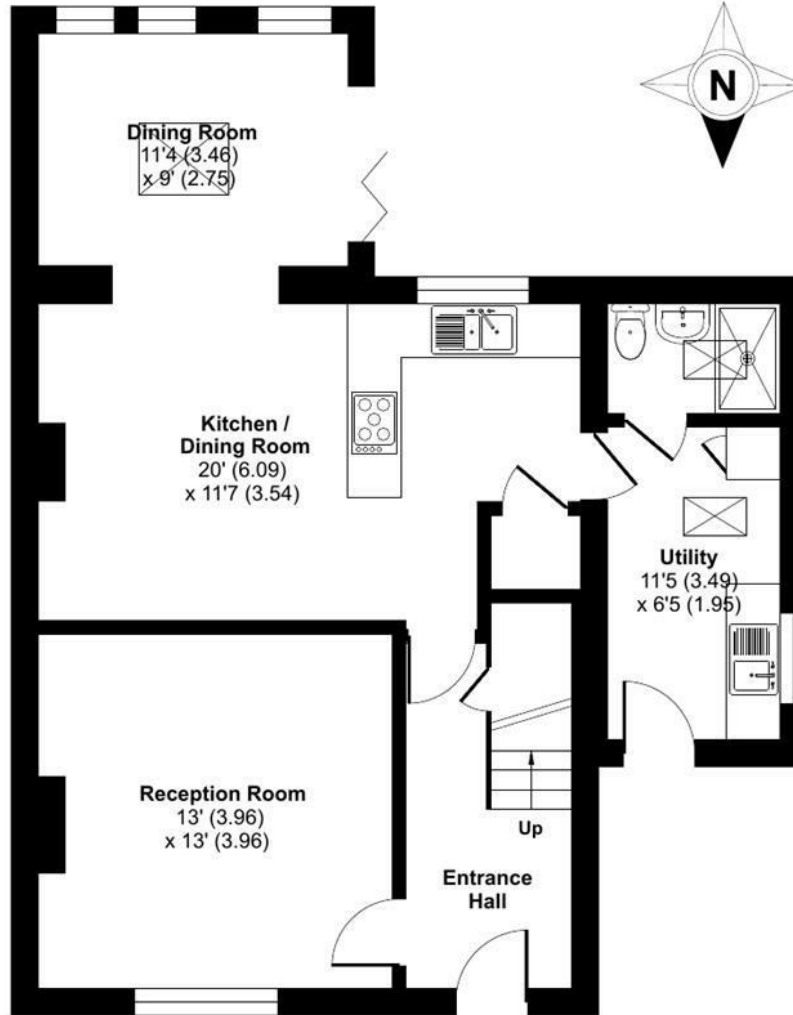 N
Dining Room
11'4 (3.46)
x 9' (2.75)
Kitchen /
Dining Room
20' (6.09)
x 11'7 (3.54)
Utility
11'5 (3.49)
x 6'5 (1.95)
Reception Room
13' (3.96)
x 13' (3.96)
Up
Entrance
Hall